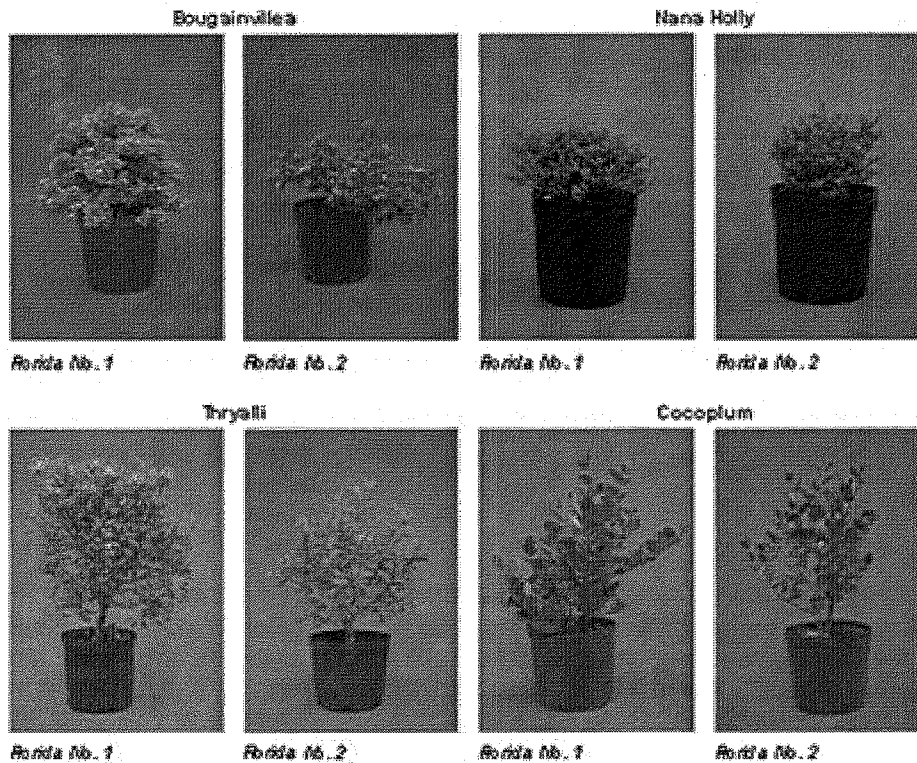 Bougainvillea
Nana Holly
Florida No. 1
Florida No. 2
Florida No. 1
Florida No. 2
Thryalli
Cocoplum
Florida No. 1
Florida No. 2
Florida No. 1
Florida No. 2